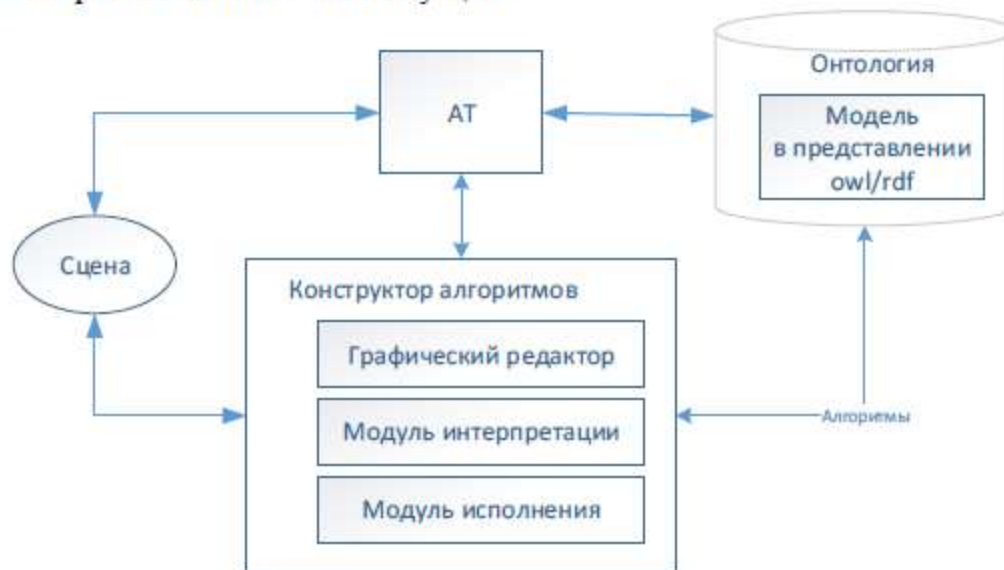 АТ
Онтология
Модель
в представлении
owl/rdf
Сцена
Конструктор алгоритмов
Графический редактор
Модуль интерпретации
Модуль исполнения
Алгоритмы